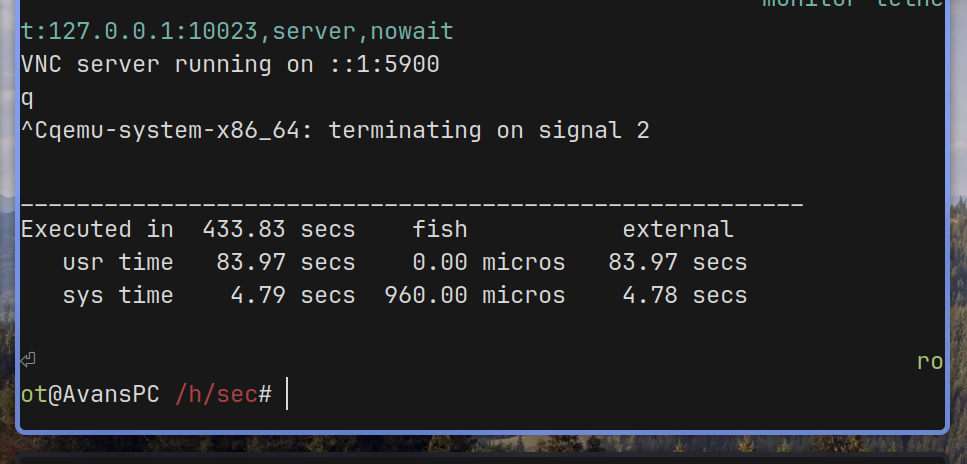 monitor telne
t:127.0.0.1:10023,server,nowait
VNC server running on ::1:5900
q
^Cqemu-system-x86_64: terminating on signal 2
________________________________________________________
Executed in  433.83 secs    fish           external
   usr time   83.97 secs    0.00 micros   83.97 secs
   sys time    4.79 secs  960.00 micros    4.78 secs
⏎ ro
ot@AvansPC /h/sec#